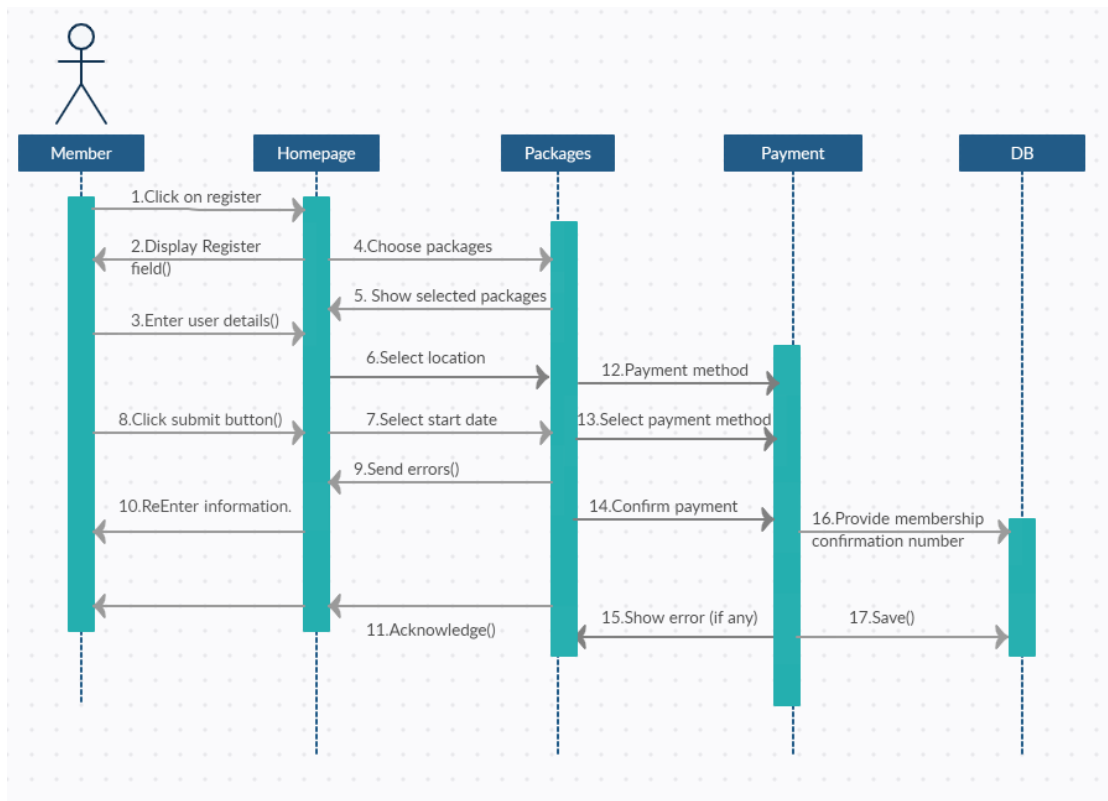 Member
Homepage
Packages
Payment
DB
1.Click on register
2.Display Register
field()
4.Choose packages
5. Show selected packages
3.Enter user details()
6.Select location
12.Payment method
8.Click submit button()
7.Select start date
13.Select payment method
9.Send errors()
10.ReEnter information.
14.Confirm payment
16.Provide membership
confirmation number
11.Acknowledge()
15.Show error (if any)
17.Save()